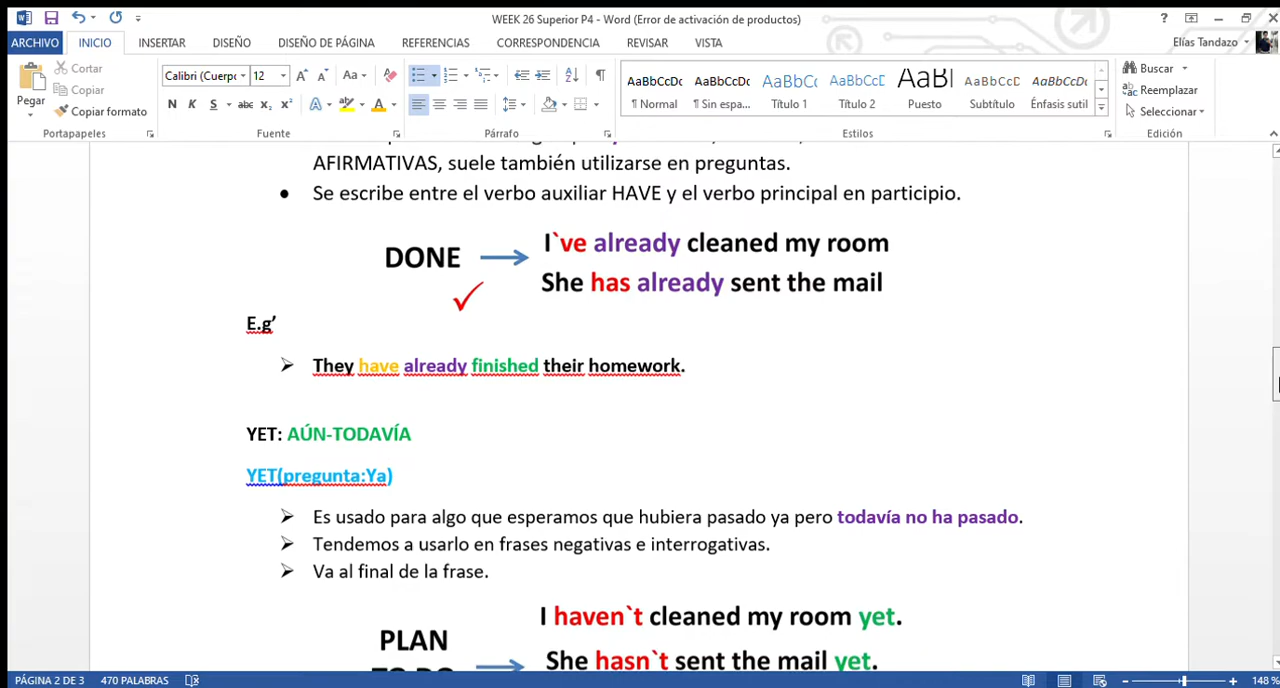 WEEK 26 Superior P4 - Word (Error de activación de productos)
ARCHIVO INICIO INSERTAR DISEÑO DISEÑO DE PÁGINA REFERENCIAS CORRESPONDENCIA REVISAR VISTA Elías Tandazo
Pegar
Cortar
Copiar
Copiar formato
Calibri (Cuerpo 12
N K S abc x₂ x²
AaBbCcDc AaBbCcDc AaBbCc AaBbCcD AaBl AaBbCcD AaBbCcDc
¶ Normal ¶ Sin espa... Título 1 Título 2 Puesto Subtítulo Énfasis sutil
Buscar
Reemplazar
Seleccionar
Portapapeles Fuente Párrafo Estilos Edición
AFIRMATIVAS, suele también utilizarse en preguntas.
● Se escribe entre el verbo auxiliar HAVE y el verbo principal en participio.
DONE
I`ve already cleaned my room
She has already sent the mail
E.g’
They have already finished their homework.
YET: AÚN-TODAVÍA
YET(pregunta:Ya)
Es usado para algo que esperamos que hubiera pasado ya pero todavía no ha pasado.
Tendemos a usarlo en frases negativas e interrogativas.
Va al final de la frase.
PLAN
TO DO
I haven`t cleaned my room yet.
She hasn`t sent the mail yet.
PÁGINA 2 DE 3 470 PALABRAS 148 %